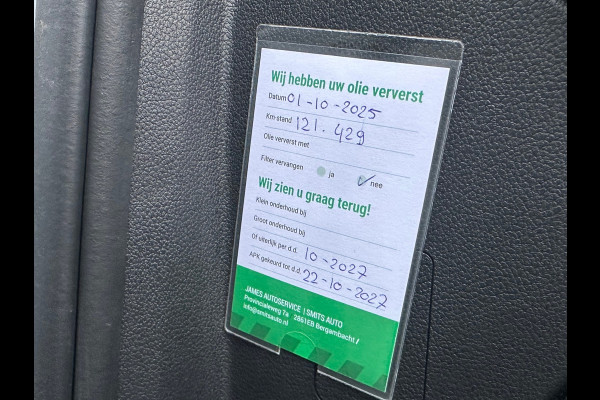 Wij hebben uw olie ververst
Datum 01-10-2025
Km-stand 121.429
Olie ververst met
Filter vervangen ja ✓ nee
Wij zien u graag terug!
Klein onderhoud bij
Groot onderhoud bij
Of uiterlijk per d.d. 10-2027
APK gekeurd tot d.d. 22-10-2027
JAMES AUTOSERVICE | SMITS AUTO
Provincialeweg 7a 2861EB Bergambacht /
info@smitsauto.nl